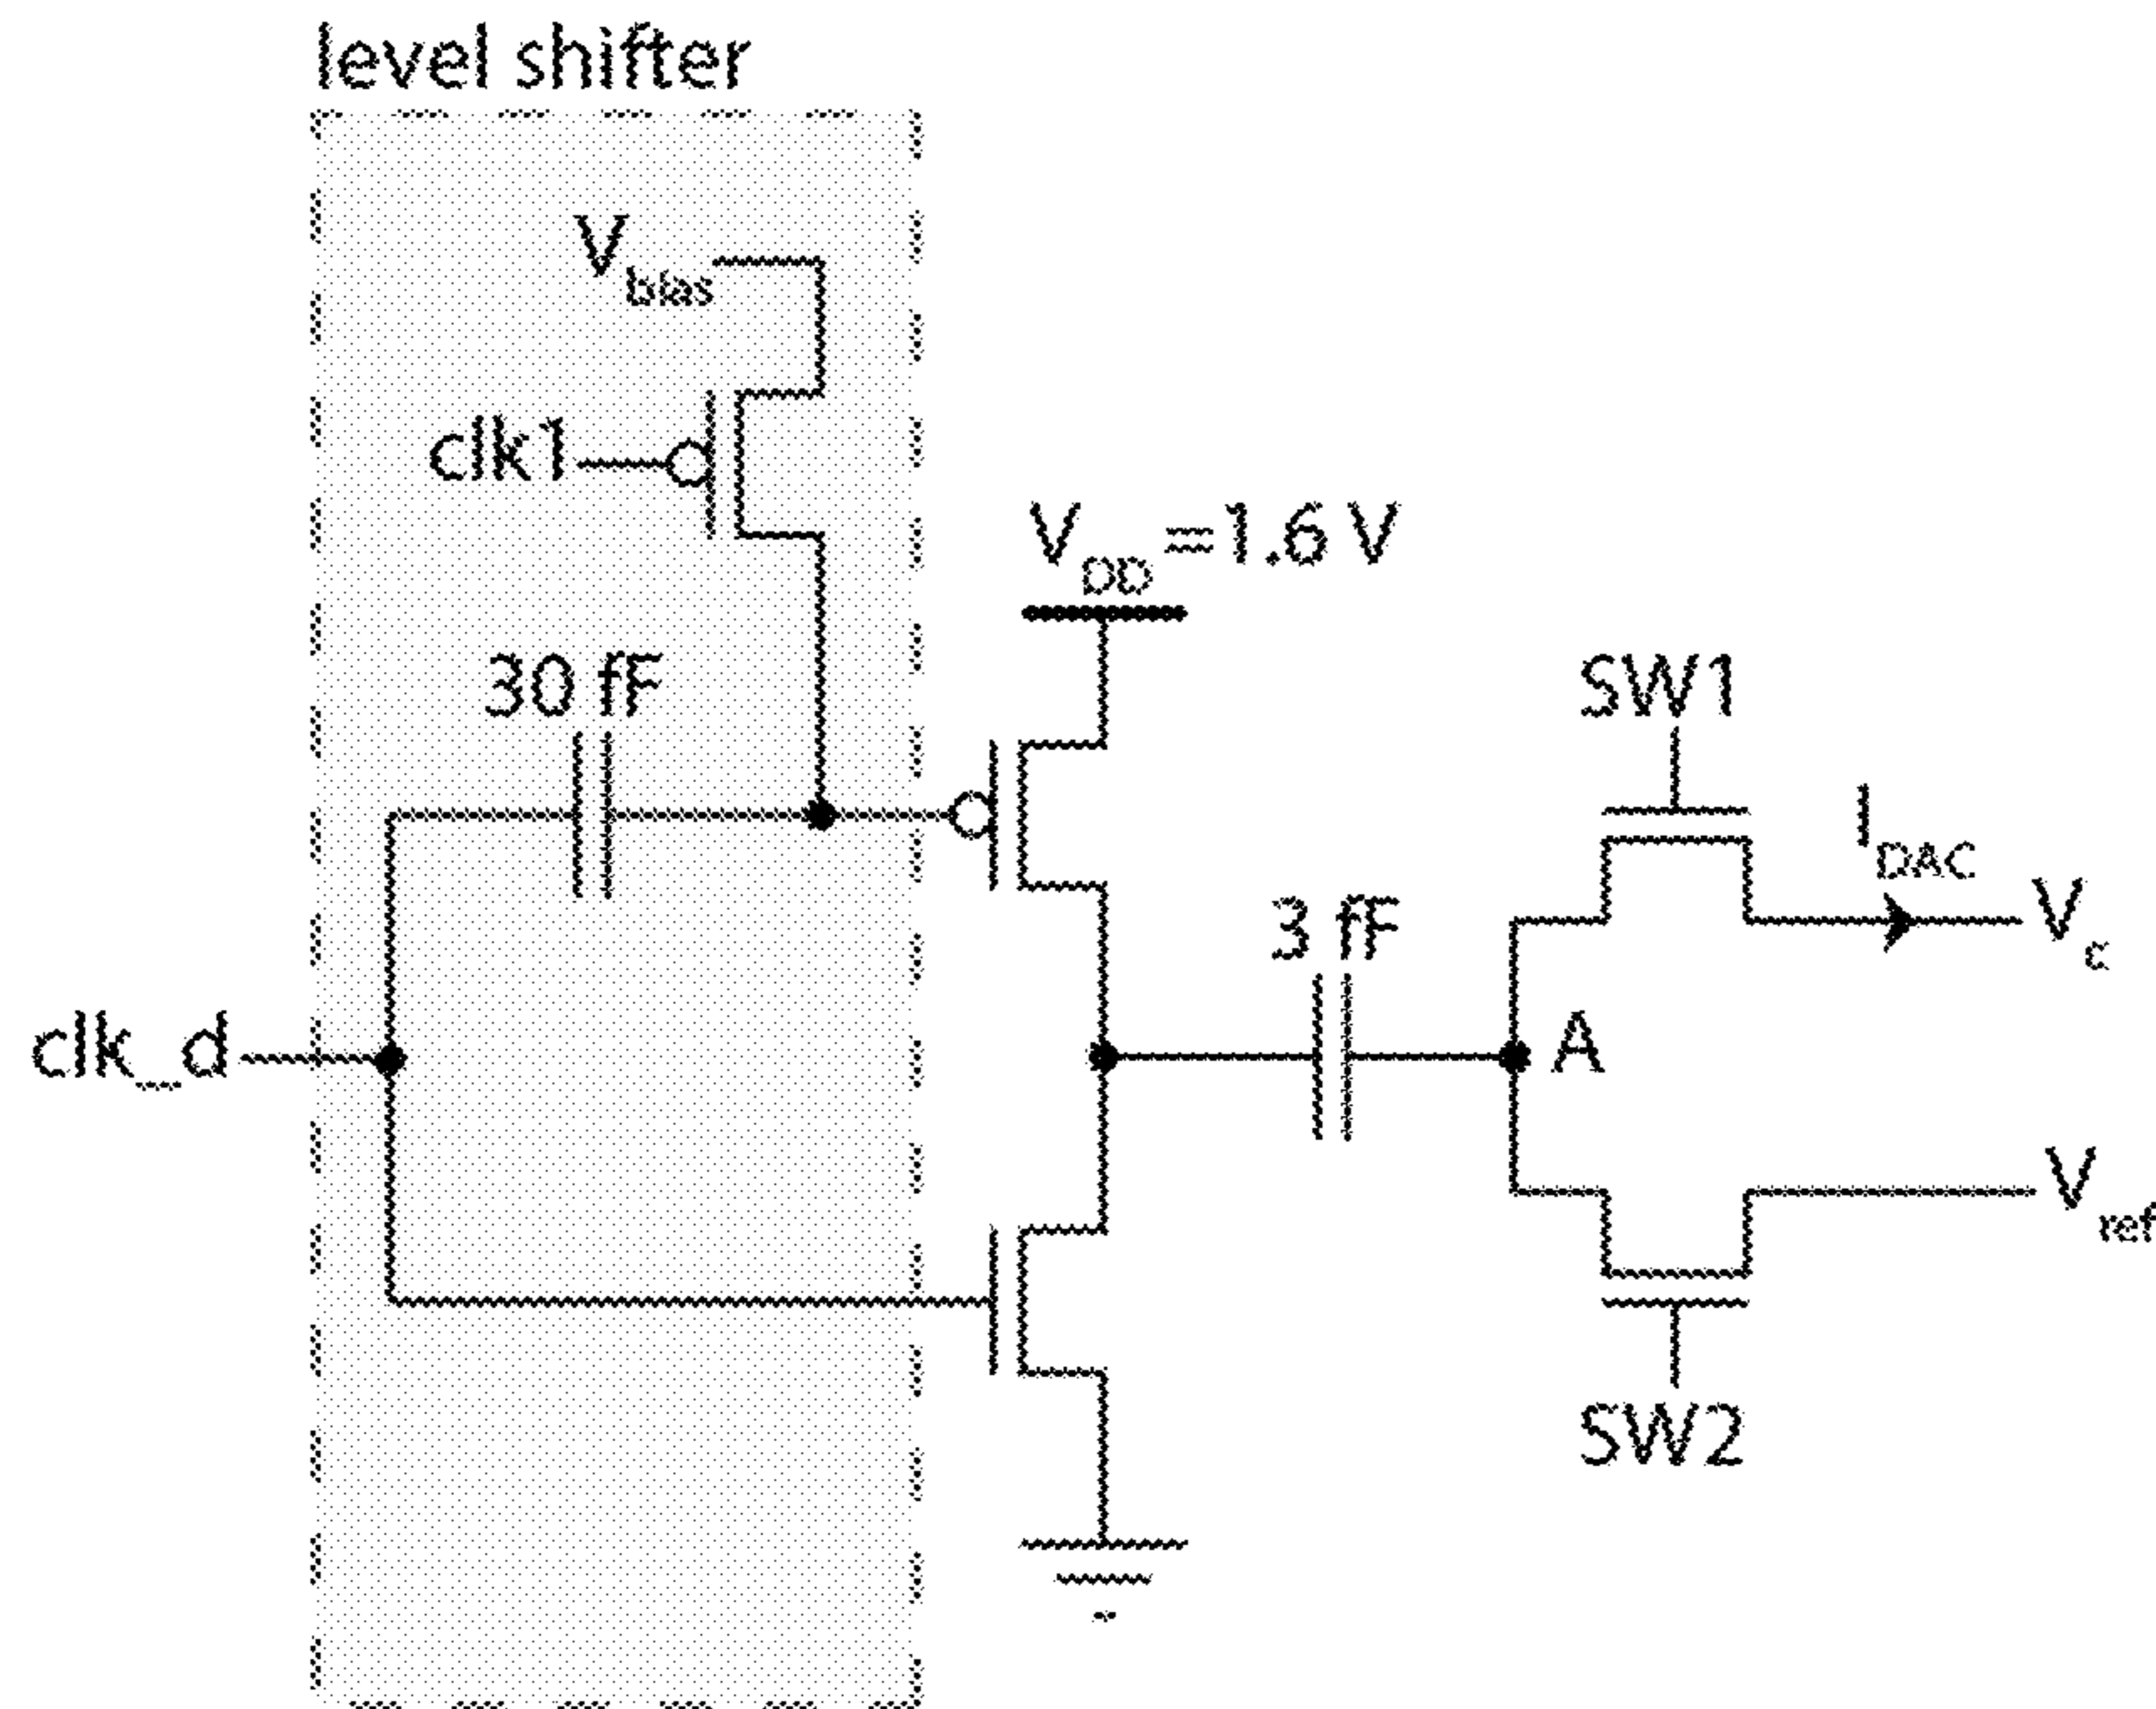 level shifter
Vbias
clk1
VDD=1.6 V
30 fF
SW1
IDAC
3 fF
Vc
clk_d
A
Vref
SW2